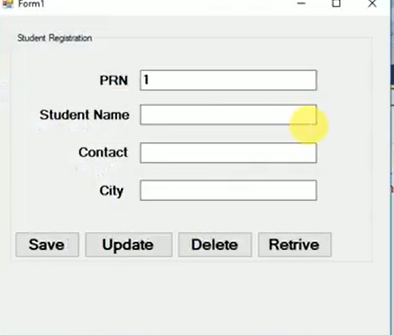 Form1
Student Registration
PRN 1
Student Name
Contact
City
Save Update Delete Retrive